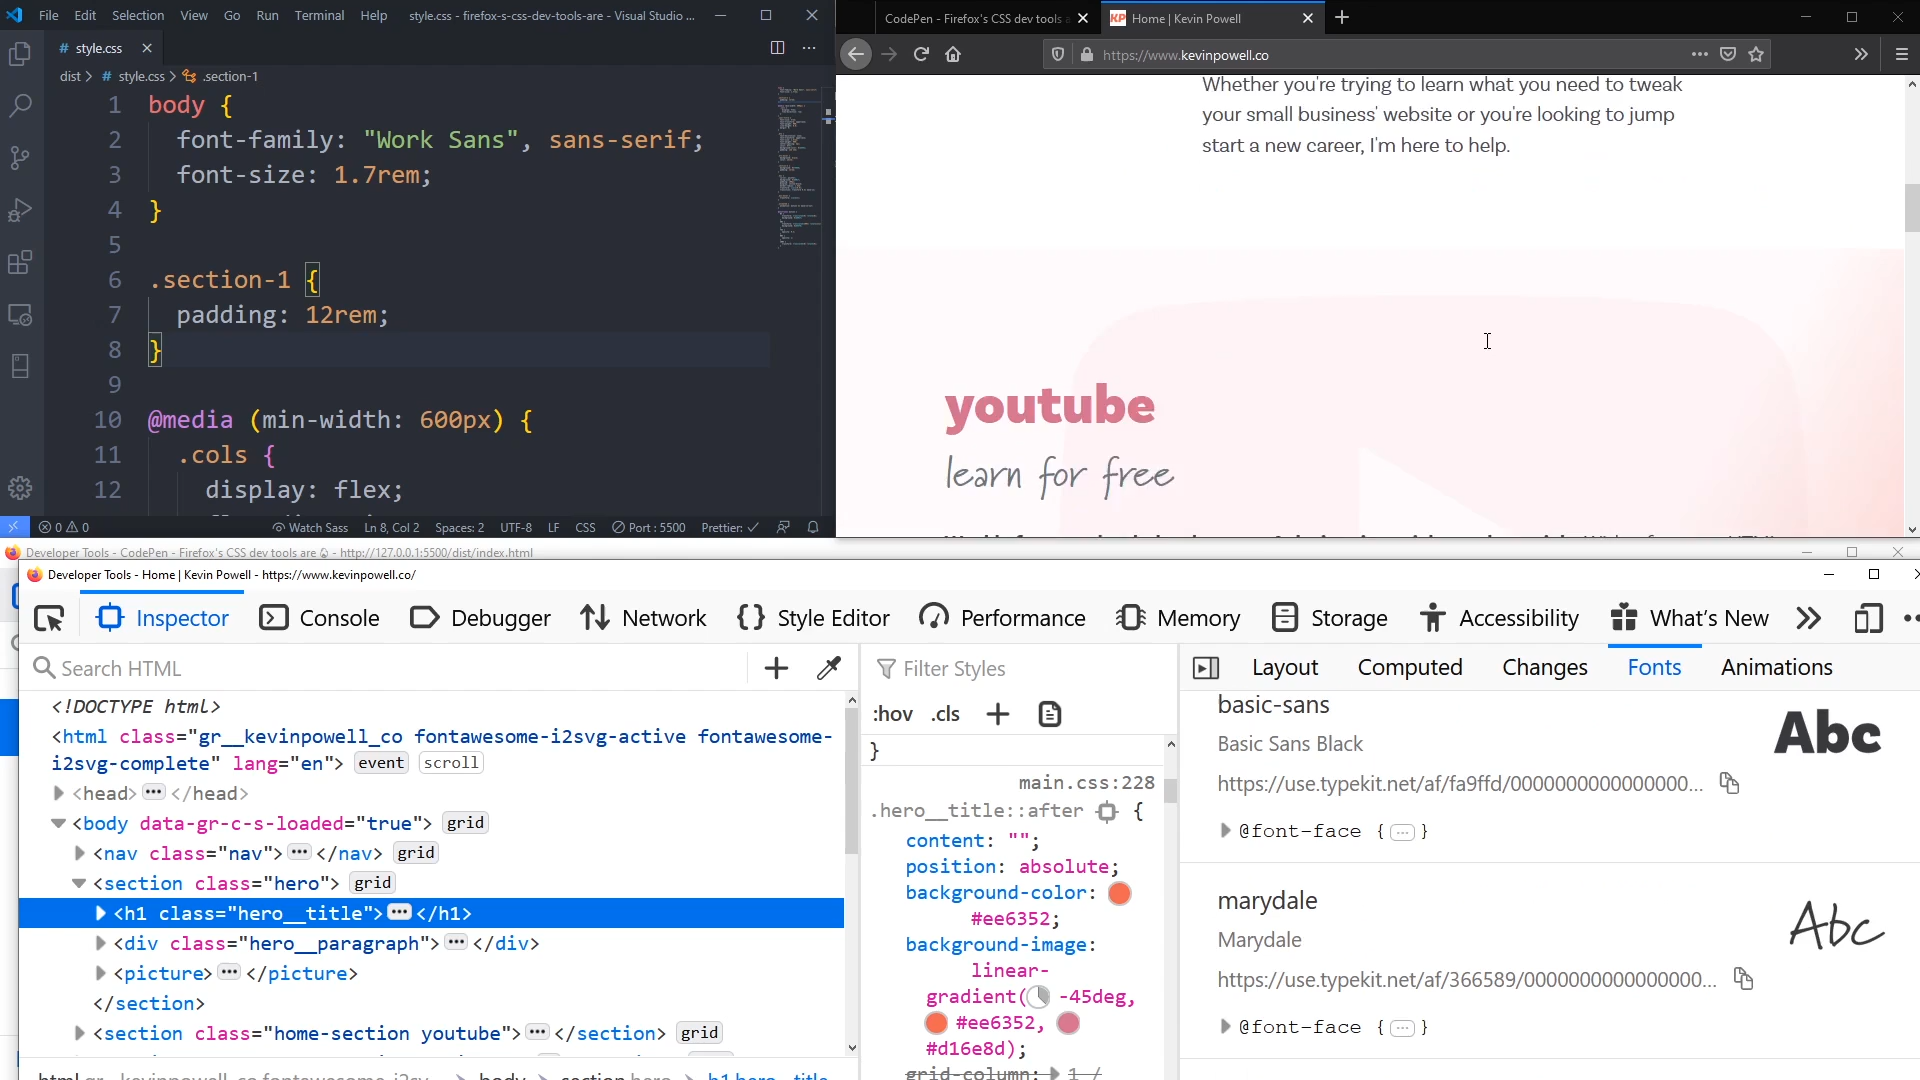 File Edit Selection View Go Run Terminal Help style.css - firefox-s-css-dev-tools-are - Visual Studio ...
# style.css
dist > # style.css > .section-1
1 body {
2 font-family: "Work Sans", sans-serif;
3 font-size: 1.7rem;
4 }
5
6 .section-1 {
7 padding: 12rem;
8 }
9
10 @media (min-width: 600px) {
11 .cols {
12 display: flex;
0 0 Watch Sass Ln 8, Col 2 Spaces: 2 UTF-8 LF CSS Port : 5500 Prettier: ✓
CodePen - Firefox's CSS dev tools a
KP Home | Kevin Powell
https://www.kevinpowell.co
Whether you're trying to learn what you need to tweak
your small business' website or you're looking to jump
start a new career, I'm here to help.
youtube
learn for free
Developer Tools - CodePen - Firefox's CSS dev tools are - http://127.0.0.1:5500/dist/index.html
Developer Tools - Home | Kevin Powell - https://www.kevinpowell.co/
Inspector Console Debugger Network {} Style Editor Performance Memory Storage Accessibility What's New
Search HTML
<!DOCTYPE html>
<html class="gr__kevinpowell_co fontawesome-i2svg-active fontawesome-
i2svg-complete" lang="en"> event scroll
<head> ... </head>
<body data-gr-c-s-loaded="true"> grid
<nav class="nav"> ... </nav> grid
<section class="hero"> grid
<h1 class="hero__title"> ... </h1>
<div class="hero__paragraph"> ... </div>
<picture> ... </picture>
</section>
<section class="home-section youtube"> ... </section> grid
body section.hero h1.hero__title
Filter Styles
:hov .cls +
}
main.css:228
.hero__title::after {
content: "";
position: absolute;
background-color:
#ee6352;
background-image:
linear-
gradient( -45deg,
#ee6352,
#d16e8d);
grid-column: 1 /
Layout Computed Changes Fonts Animations
basic-sans
Abc
Basic Sans Black
https://use.typekit.net/af/fa9ffd/0000000000000000...
@font-face { ... }
marydale
Abc
Marydale
https://use.typekit.net/af/366589/0000000000000000...
@font-face { ... }